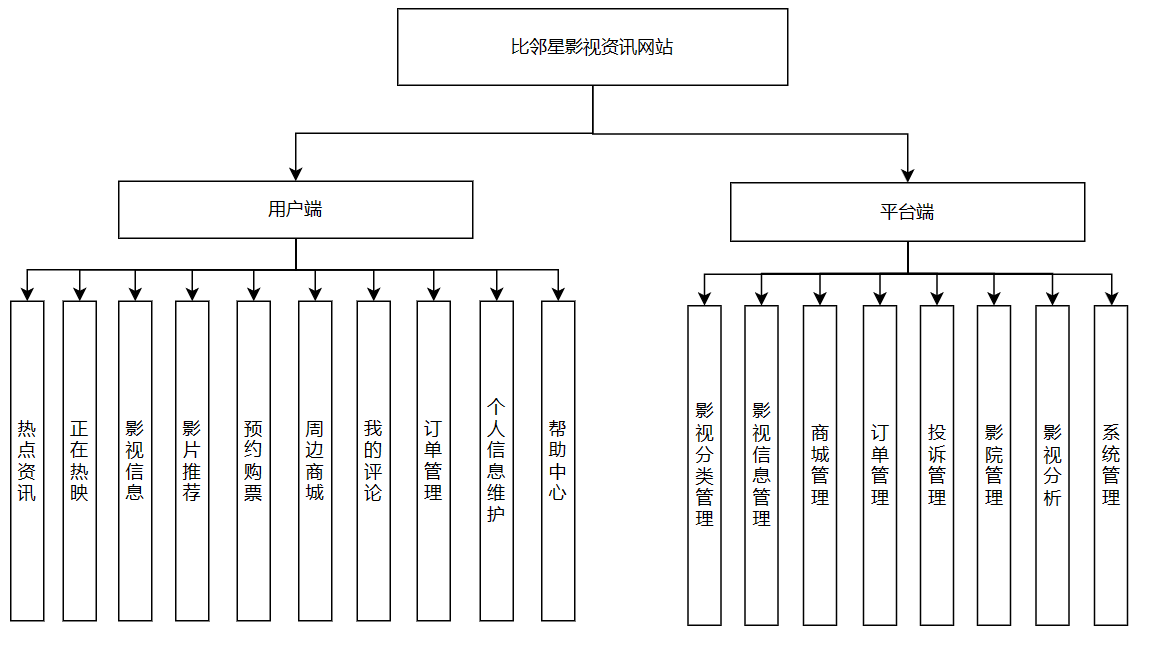 比邻星影视资讯网站
用户端
平台端
热点资讯
正在热映
影视信息
影片推荐
预约购票
周边商城
我的评论
订单管理
个人信息维护
帮助中心
影视分类管理
影视信息管理
商城管理
订单管理
投诉管理
影院管理
影视分析
系统管理